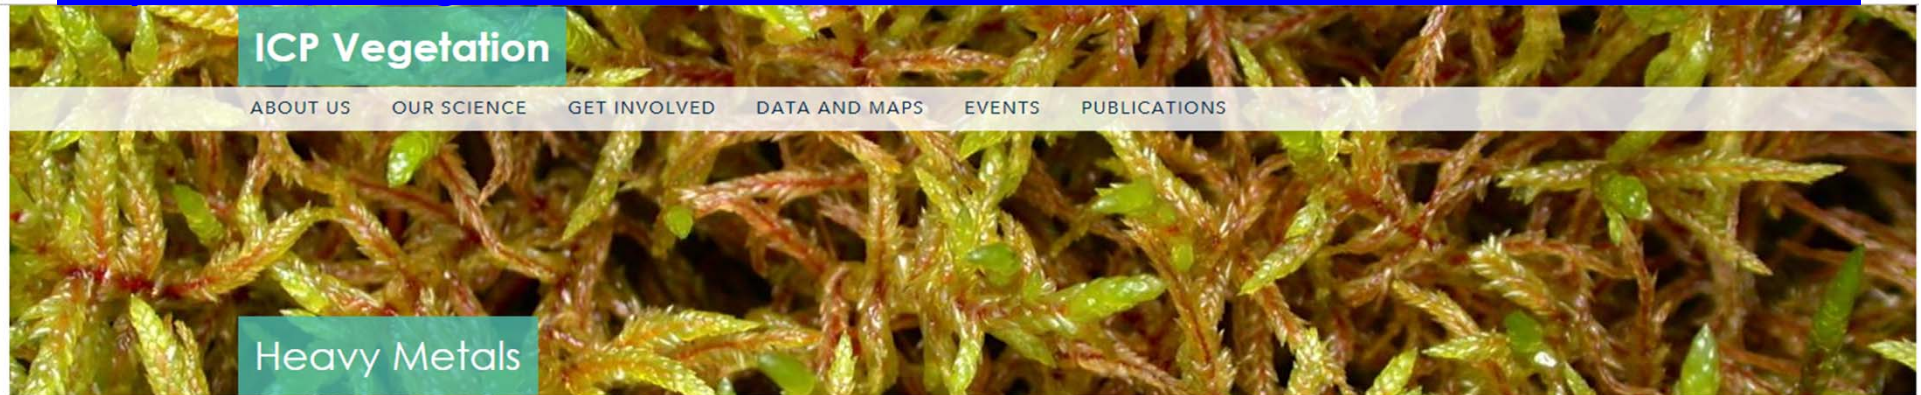 ICP Vegetation
ABOUT US OUR SCIENCE GET INVOLVED DATA AND MAPS EVENTS PUBLICATIONS
Heavy Metals